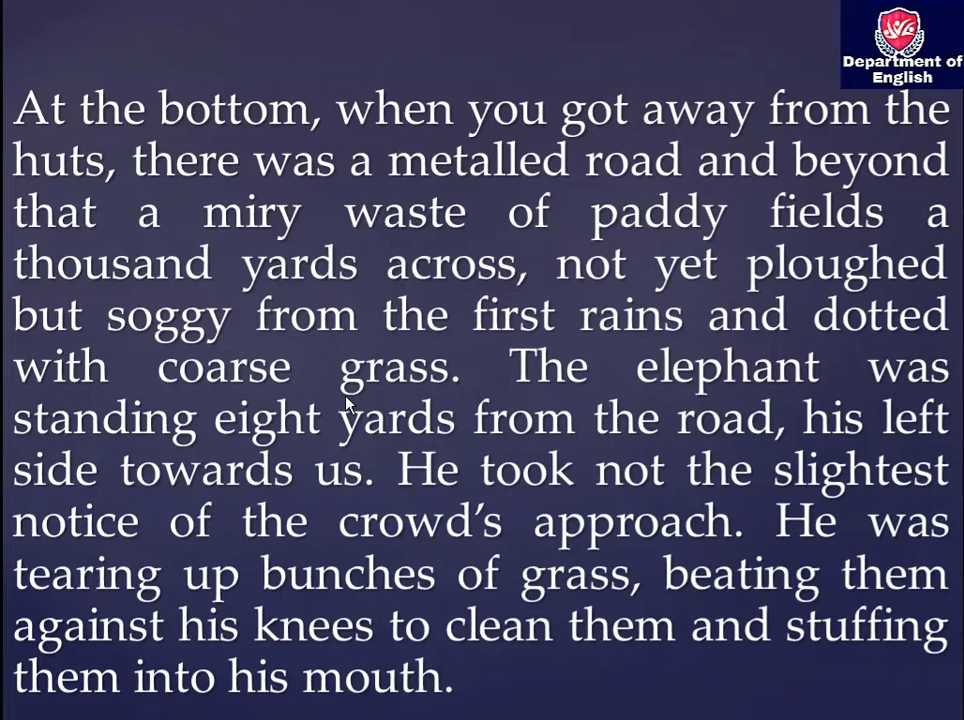 Department of
English
At the bottom, when you got away from the
huts, there was a metalled road and beyond
that a miry waste of paddy fields a
thousand yards across, not yet ploughed
but soggy from the first rains and dotted
with coarse grass. The elephant was
standing eight yards from the road, his left
side towards us. He took not the slightest
notice of the crowd’s approach. He was
tearing up bunches of grass, beating them
against his knees to clean them and stuffing
them into his mouth.